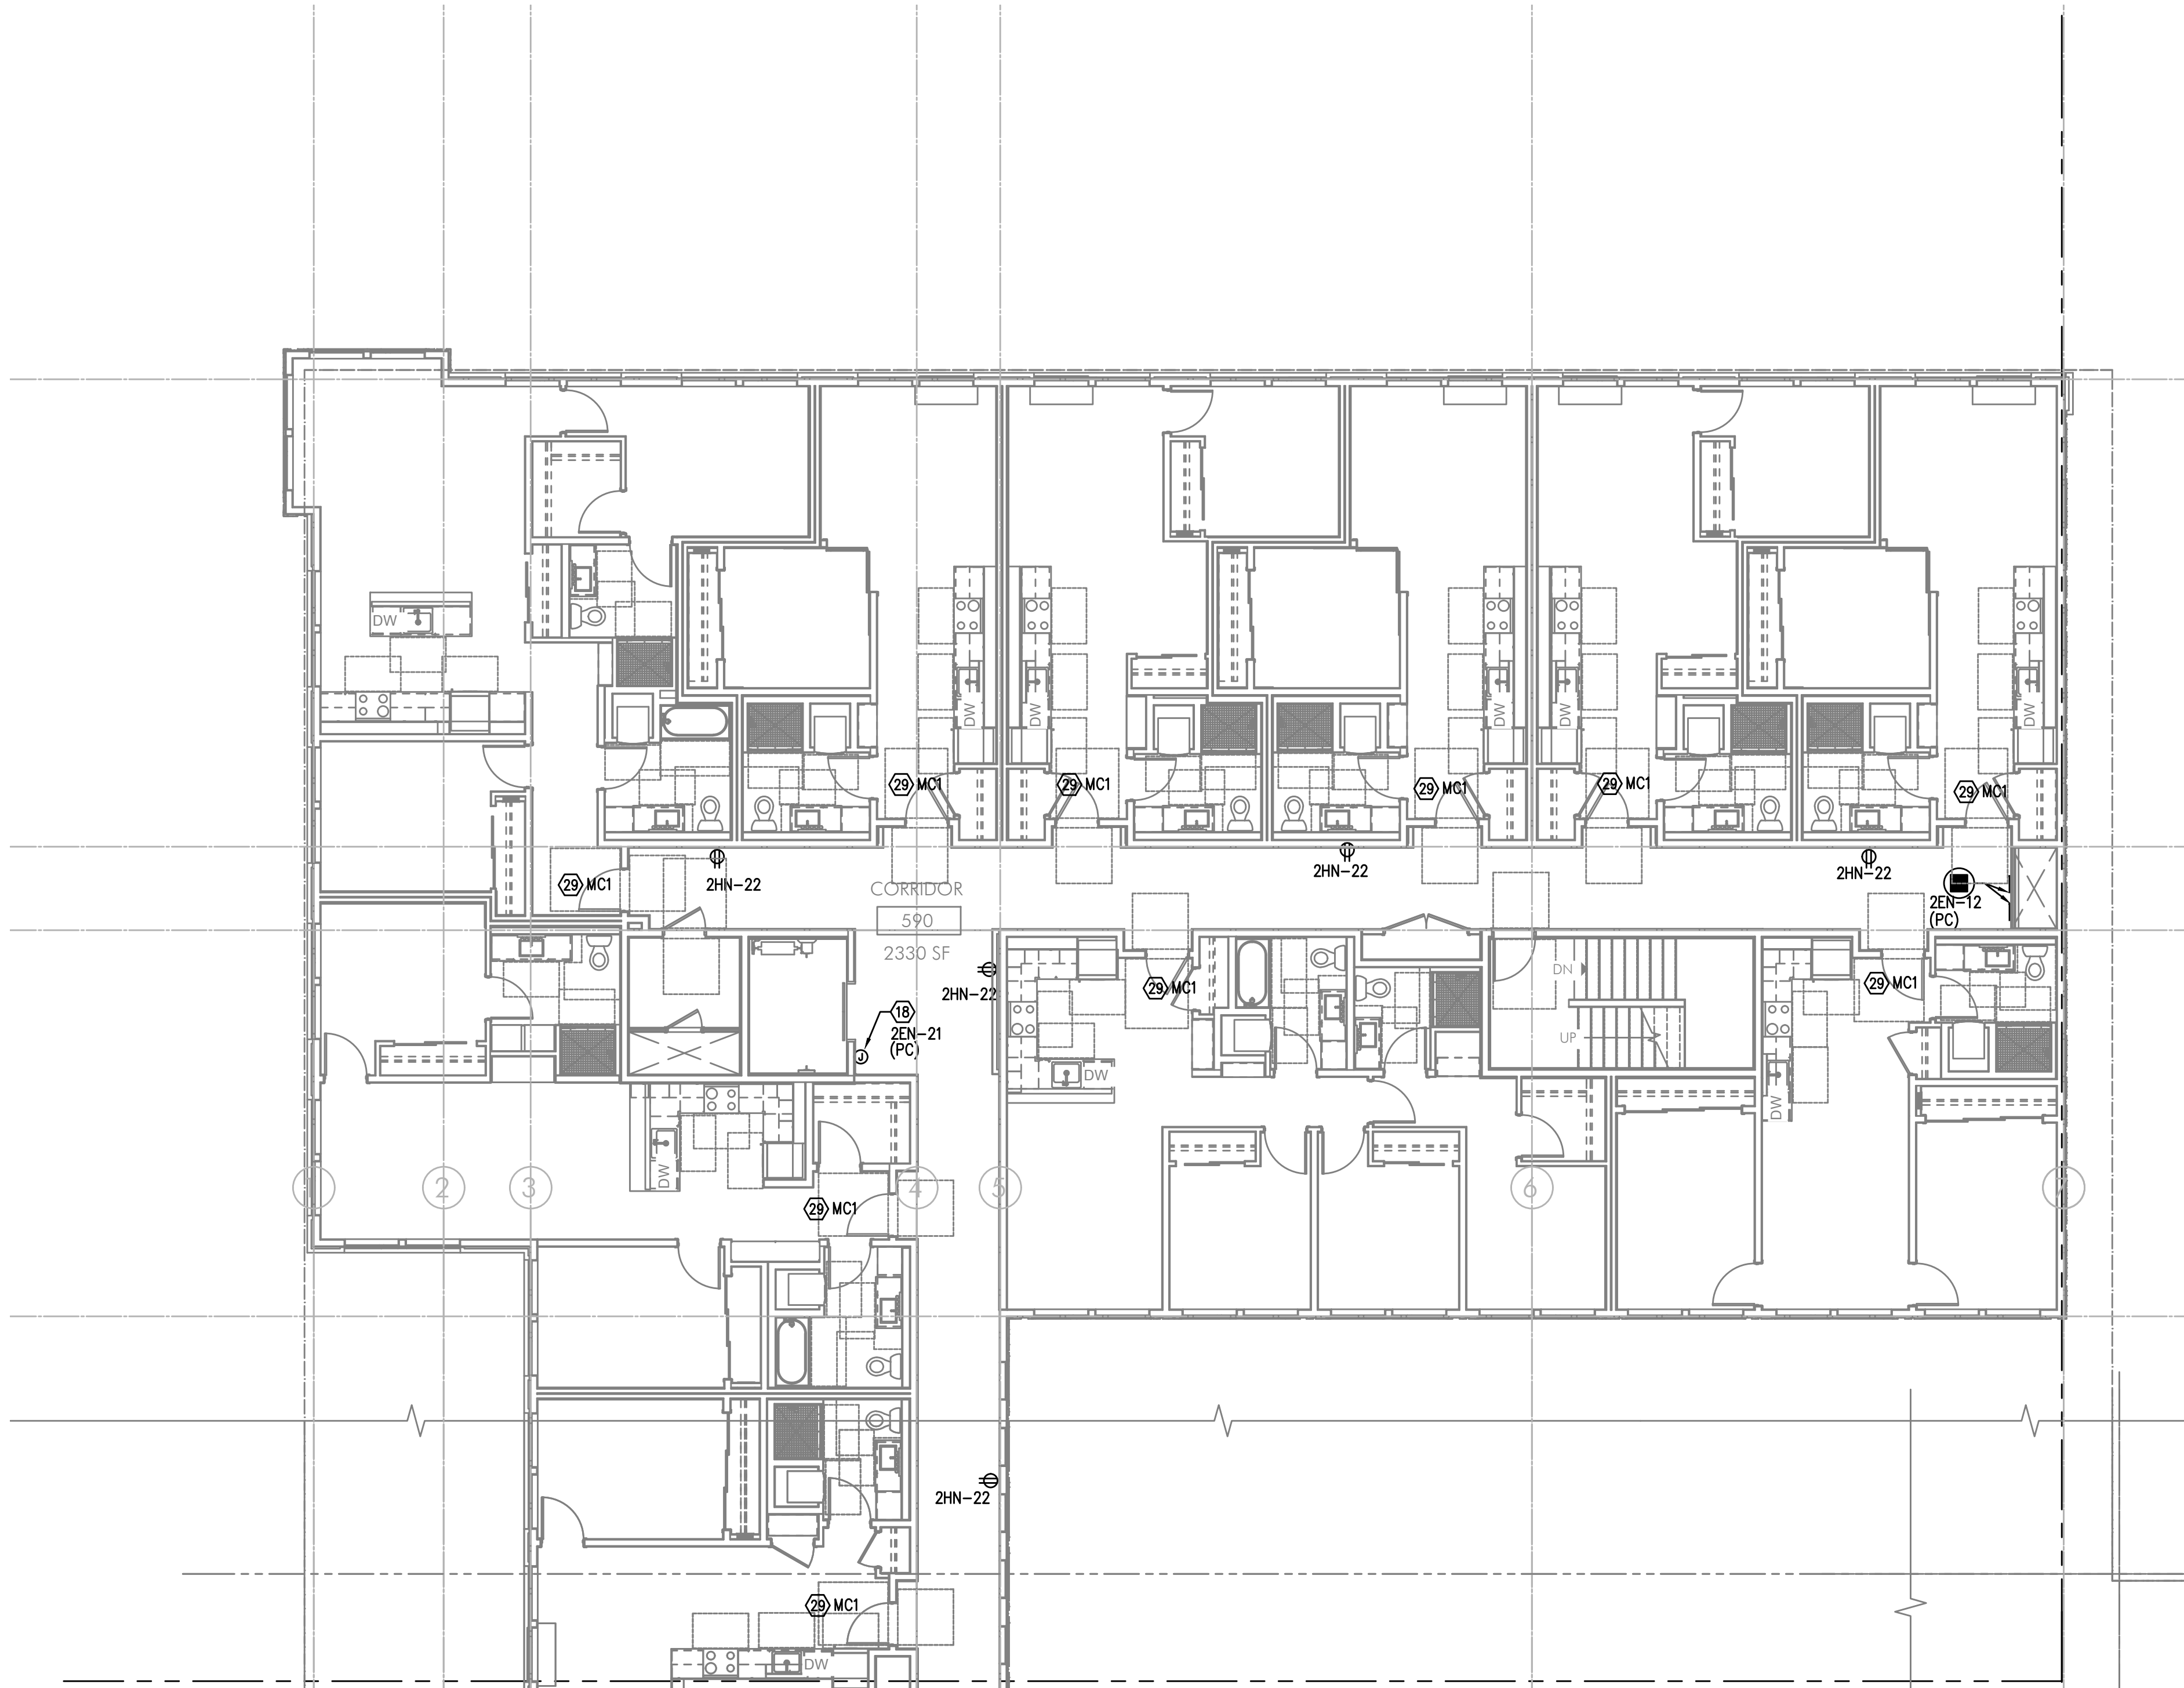 DW
DW
DW
DW
DW
DW
29 MC1
29 MC1
29 MC1
29 MC1
29 MC1
29 MC1
2HN-22
2HN-22
2HN-22
CORRIDOR
590
2330 SF
2EN-12
(PC)
2HN-22
29 MC1
29 MC1
DN
UP
18
2EN-21
(PC)
J
DW
DW
DW
1
2
3
4
5
6
7
29 MC1
2HN-22
29 MC1
DW